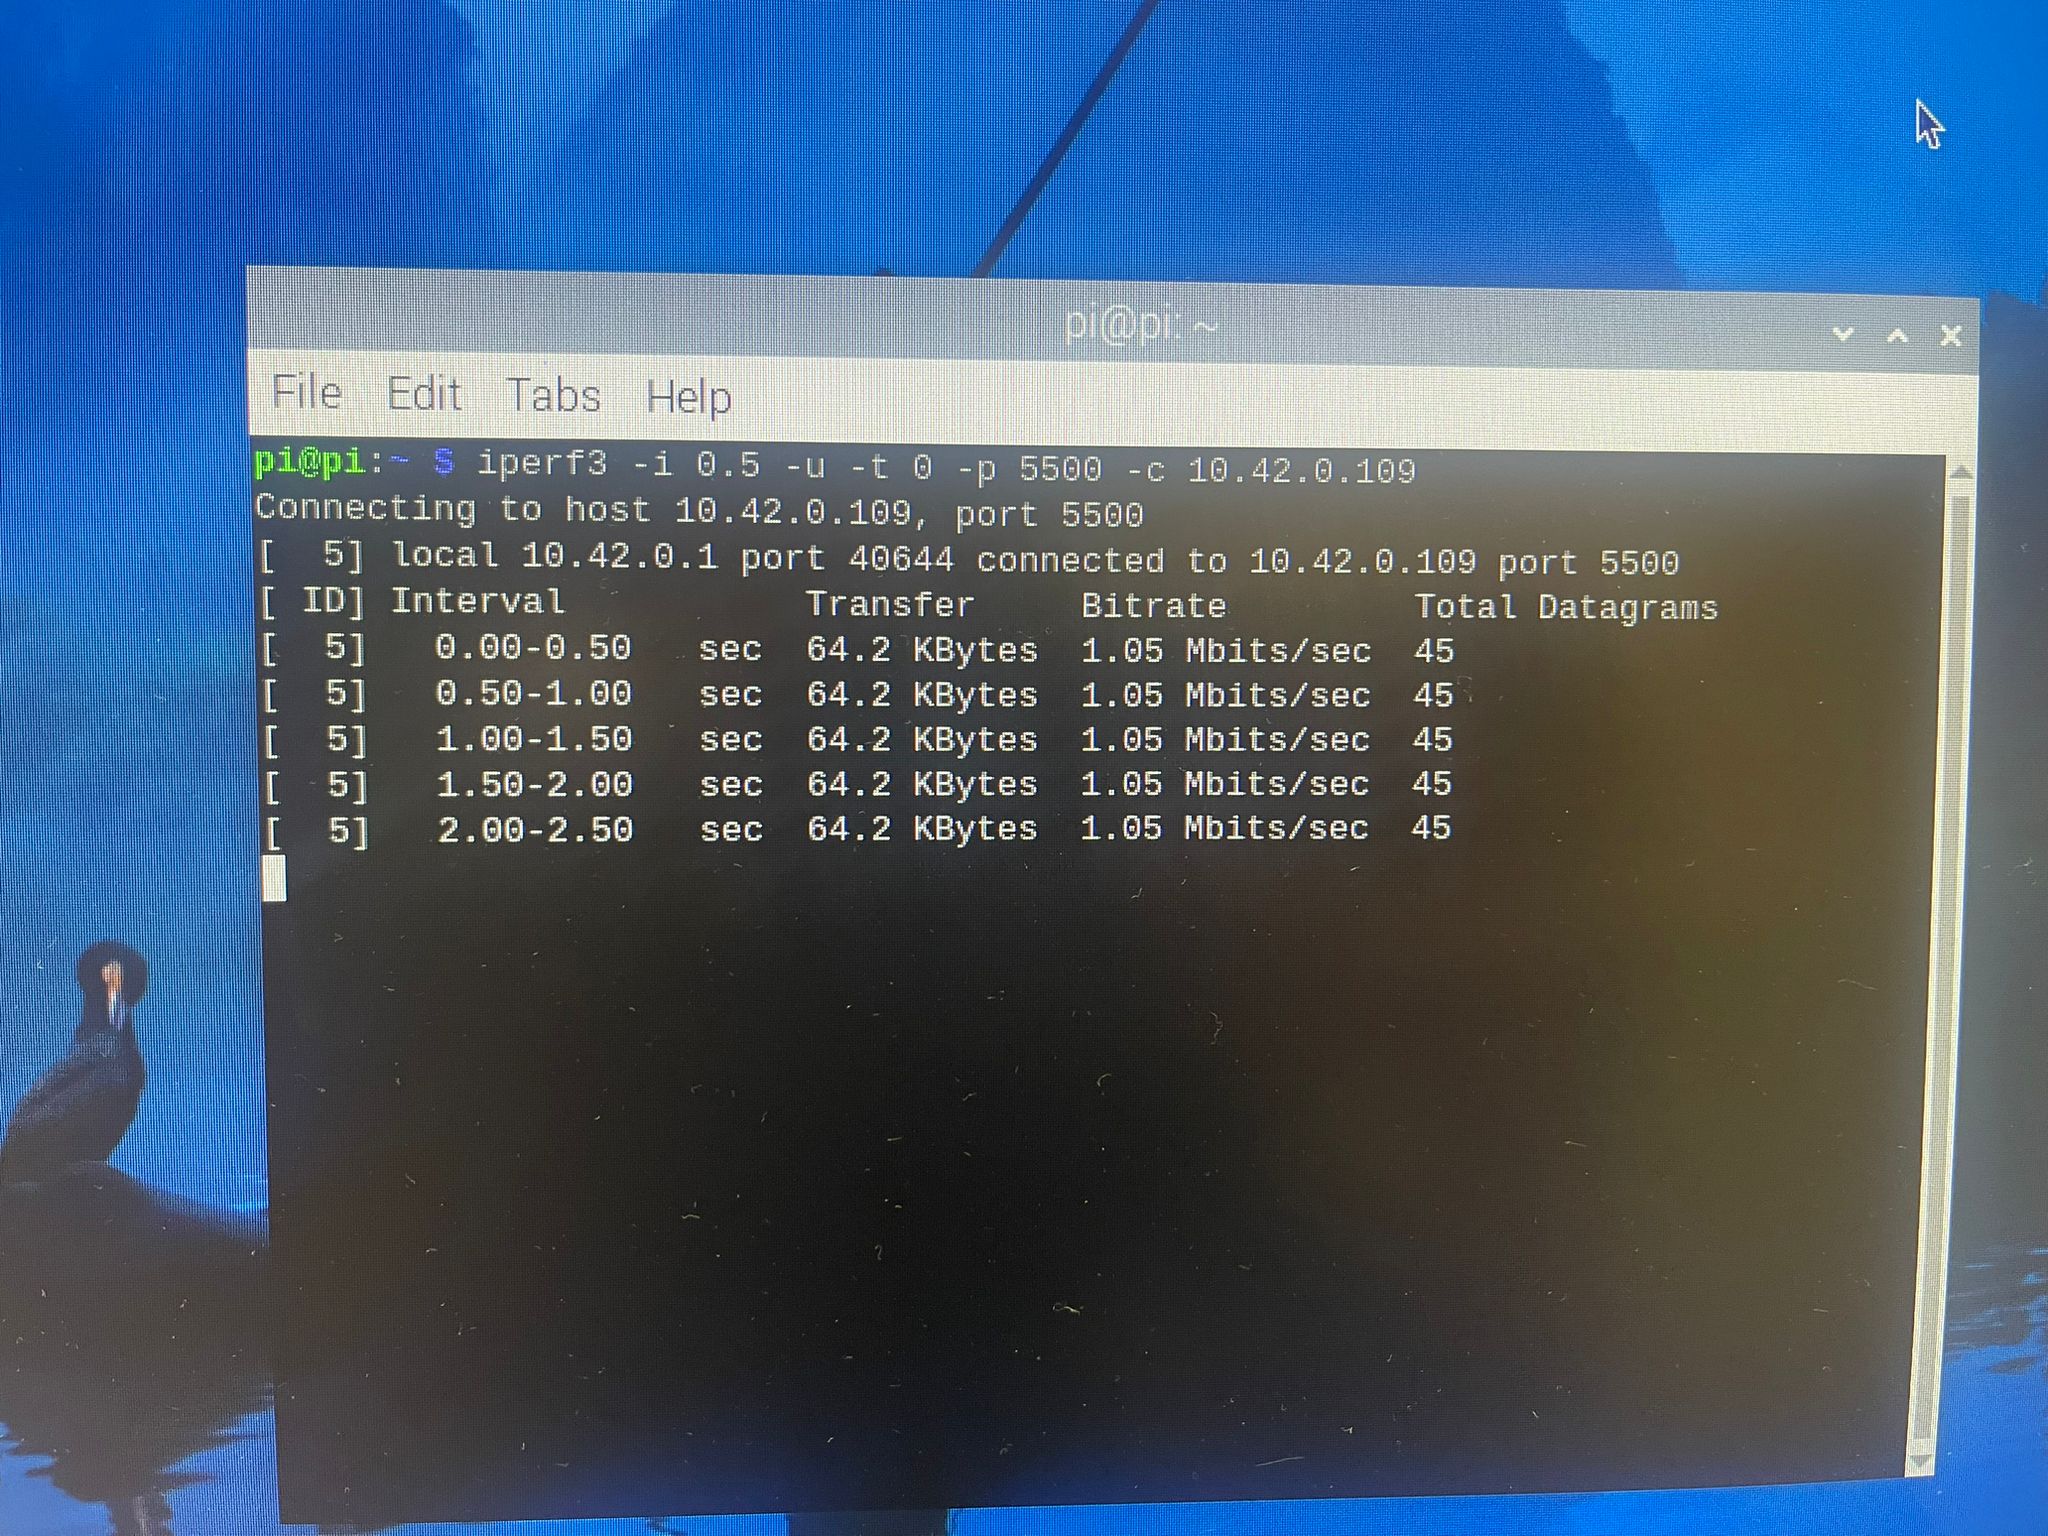 pi@pi: ~
File Edit Tabs Help
pi@pi:~ $ iperf3 -i 0.5 -u -t 0 -p 5500 -c 10.42.0.109
Connecting to host 10.42.0.109, port 5500
[  5] local 10.42.0.1 port 40644 connected to 10.42.0.109 port 5500
[ ID] Interval           Transfer     Bitrate         Total Datagrams
[  5]   0.00-0.50   sec  64.2 KBytes  1.05 Mbits/sec  45
[  5]   0.50-1.00   sec  64.2 KBytes  1.05 Mbits/sec  45
[  5]   1.00-1.50   sec  64.2 KBytes  1.05 Mbits/sec  45
[  5]   1.50-2.00   sec  64.2 KBytes  1.05 Mbits/sec  45
[  5]   2.00-2.50   sec  64.2 KBytes  1.05 Mbits/sec  45